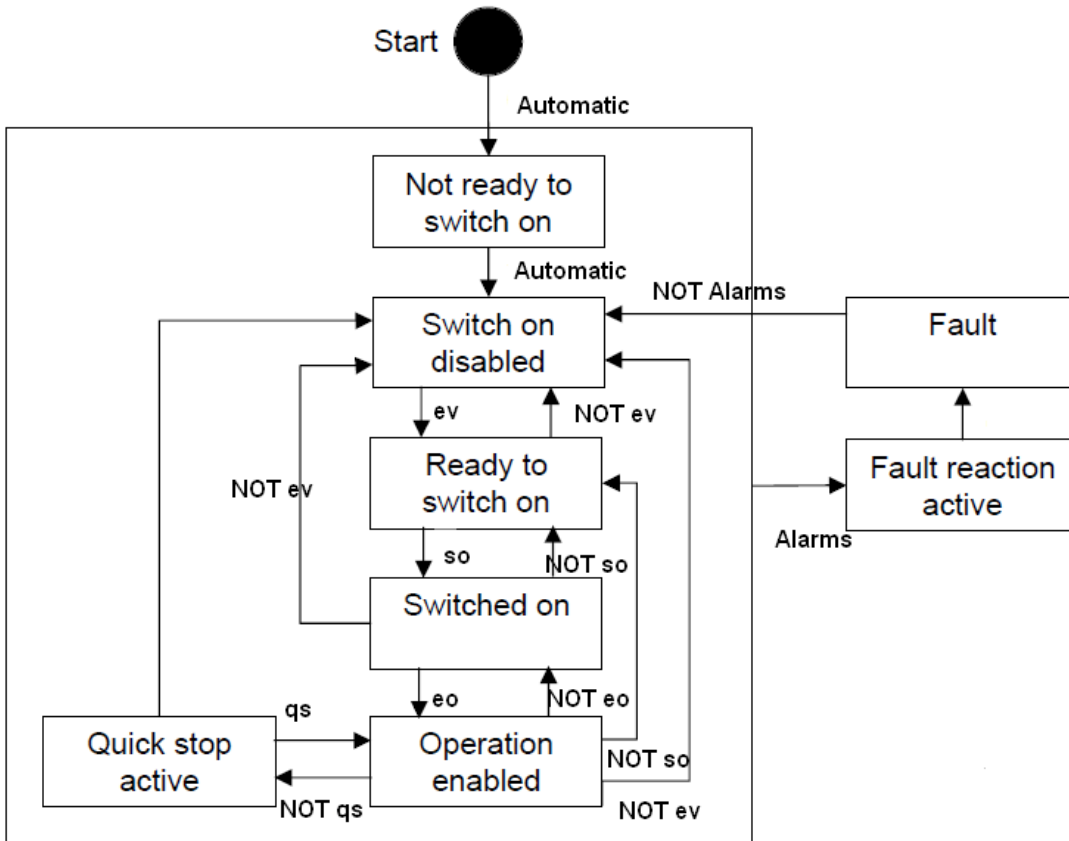 Start
Automatic
Not ready to
switch on
Automatic
NOT Alarms
Switch on
disabled
Fault
ev
NOT ev
Ready to
switch on
Fault reaction
active
NOT ev
so
NOT so
Alarms
Switched on
qs
eo
NOT eo
Quick stop
active
Operation
enabled
NOT so
NOT qs
NOT ev